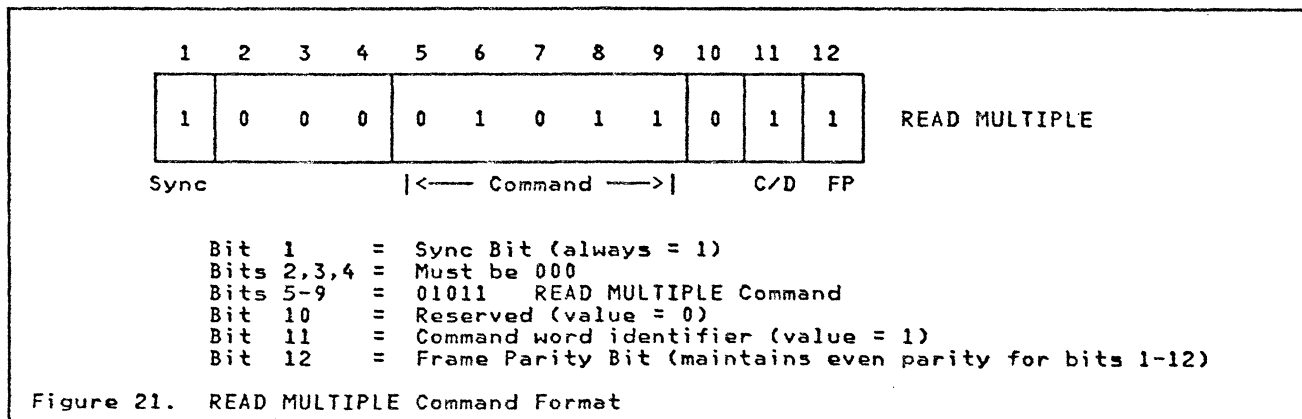 1 2 3 4 5 6 7 8 9 10 11 12
1 0 0 0 0 1 0 1 1 0 1 1 READ MULTIPLE
Sync |<—— Command ——>| C/D FP
Bit 1 = Sync Bit (always = 1)
Bits 2,3,4 = Must be 000
Bits 5-9 = 01011 READ MULTIPLE Command
Bit 10 = Reserved (value = 0)
Bit 11 = Command word identifier (value = 1)
Bit 12 = Frame Parity Bit (maintains even parity for bits 1-12)
Figure 21. READ MULTIPLE Command Format